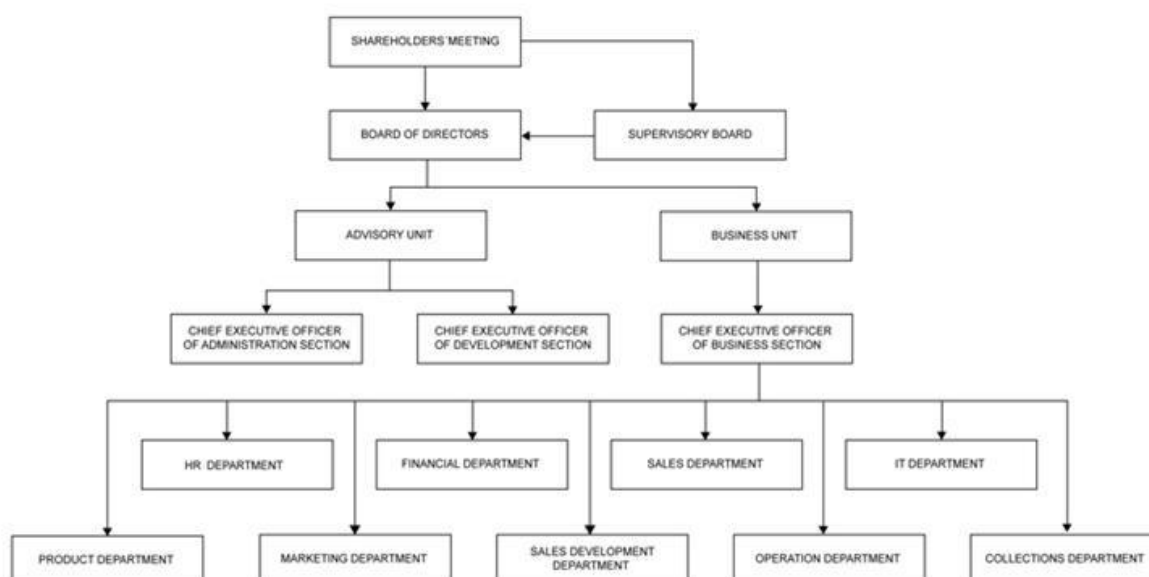 SHAREHOLDERS'MEETING
BOARD OF DIRECTORS
SUPERVISORY BOARD
ADVISORY UNIT
BUSINESS UNIT
CHIEF EXECUTIVE OFFICER
OF ADMINISTRATION SECTION
CHIEF EXECUTIVE OFFICER
OF DEVELOPMENT SECTION
CHIEF EXECUTIVE OFFICER
OF BUSINESS SECTION
HR DEPARTMENT
FINANCIAL DEPARTMENT
SALES DEPARTMENT
IT DEPARTMENT
PRODUCT DEPARTMENT
MARKETING DEPARTMENT
SALES DEVELOPMENT
DEPARTMENT
OPERATION DEPARTMENT
COLLECTIONS DEPARTMENT